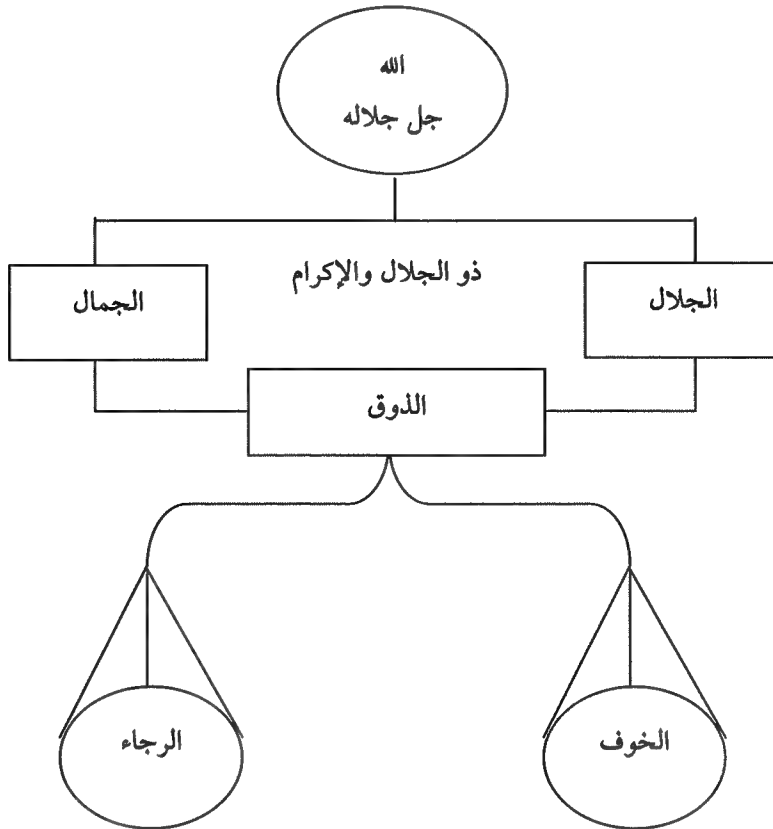 الله
جل جلاله
ذو الجلال والإكرام
الجلال
الجمال
الذوق
الخوف
الرجاء